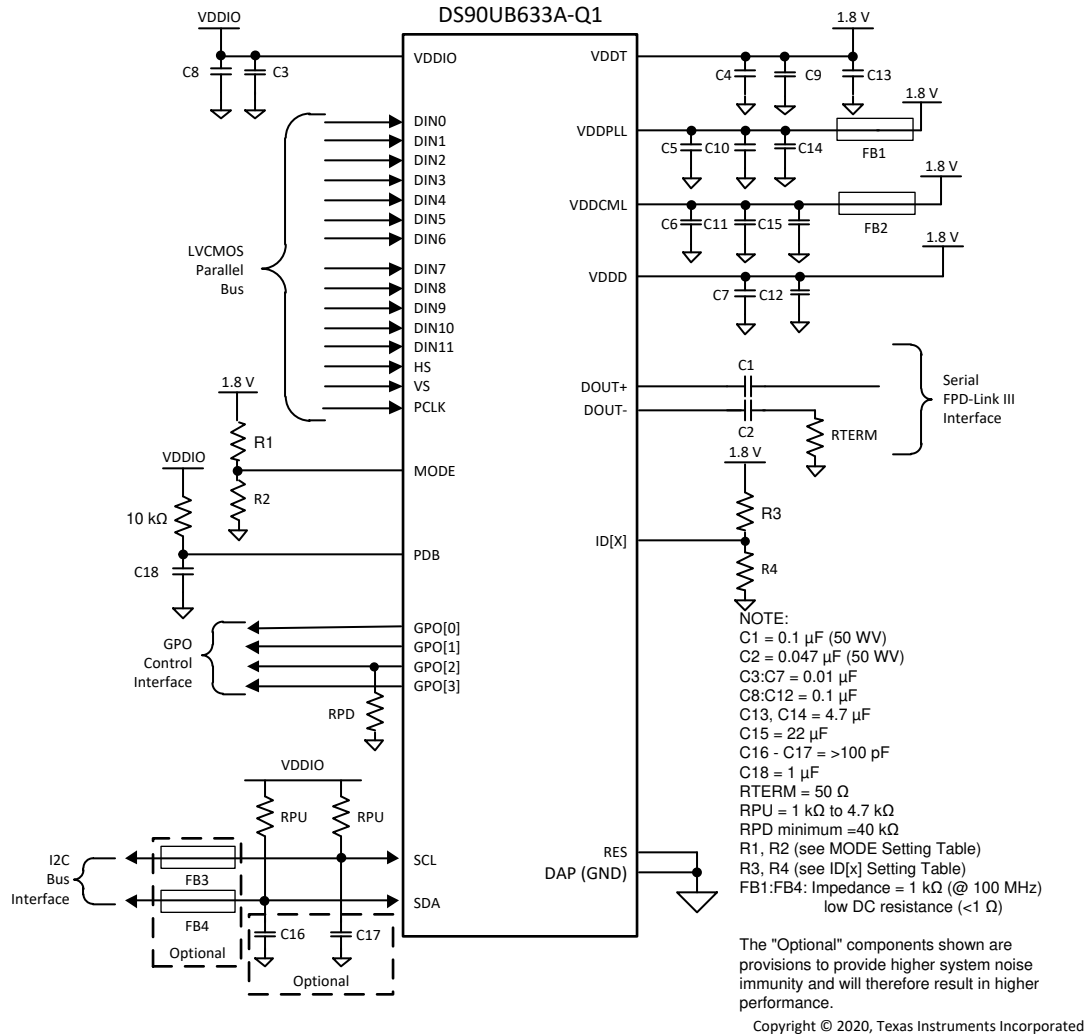 DS90UB633A-Q1
VDDIO
1.8 V
VDDIO
VDDT
C8
C3
C4
C9
C13
1.8 V
DIN0
VDDPLL
DIN1
C5
C10
C14
FB1
DIN2
1.8 V
DIN3
DIN4
VDDCML
DIN5
C6
C11
C15
FB2
DIN6
LVCMOS
Parallel
Bus
1.8 V
DIN7
VDDD
DIN8
C7
C12
DIN9
DIN10
DIN11
HS
C1
1.8 V
VS
DOUT+
Serial
FPD-Link III
Interface
PCLK
DOUT-
C2
RTERM
R1
1.8 V
VDDIO
MODE
R2
R3
10 kΩ
ID[X]
PDB
C18
R4
GPO[0]
GPO[1]
GPO[2]
GPO[3]
GPO
Control
Interface
RPD
NOTE:
C1 = 0.1 µF (50 WV)
C2 = 0.047 µF (50 WV)
C3:C7 = 0.01 µF
C8:C12 = 0.1 µF
C13, C14 = 4.7 µF
C15 = 22 µF
C16 - C17 = >100 pF
C18 = 1 µF
RTERM = 50 Ω
RPU = 1 kΩ to 4.7 kΩ
RPD minimum =40 kΩ
R1, R2 (see MODE Setting Table)
R3, R4 (see ID[x] Setting Table)
FB1:FB4: Impedance = 1 kΩ (@ 100 MHz)
low DC resistance (<1 Ω)
VDDIO
RPU
RPU
I2C
Bus
Interface
SCL
FB3
RES
DAP (GND)
SDA
FB4
C16
C17
Optional
Optional
The "Optional" components shown are
provisions to provide higher system noise
immunity and will therefore result in higher
performance.
Copyright © 2020, Texas Instruments Incorporated